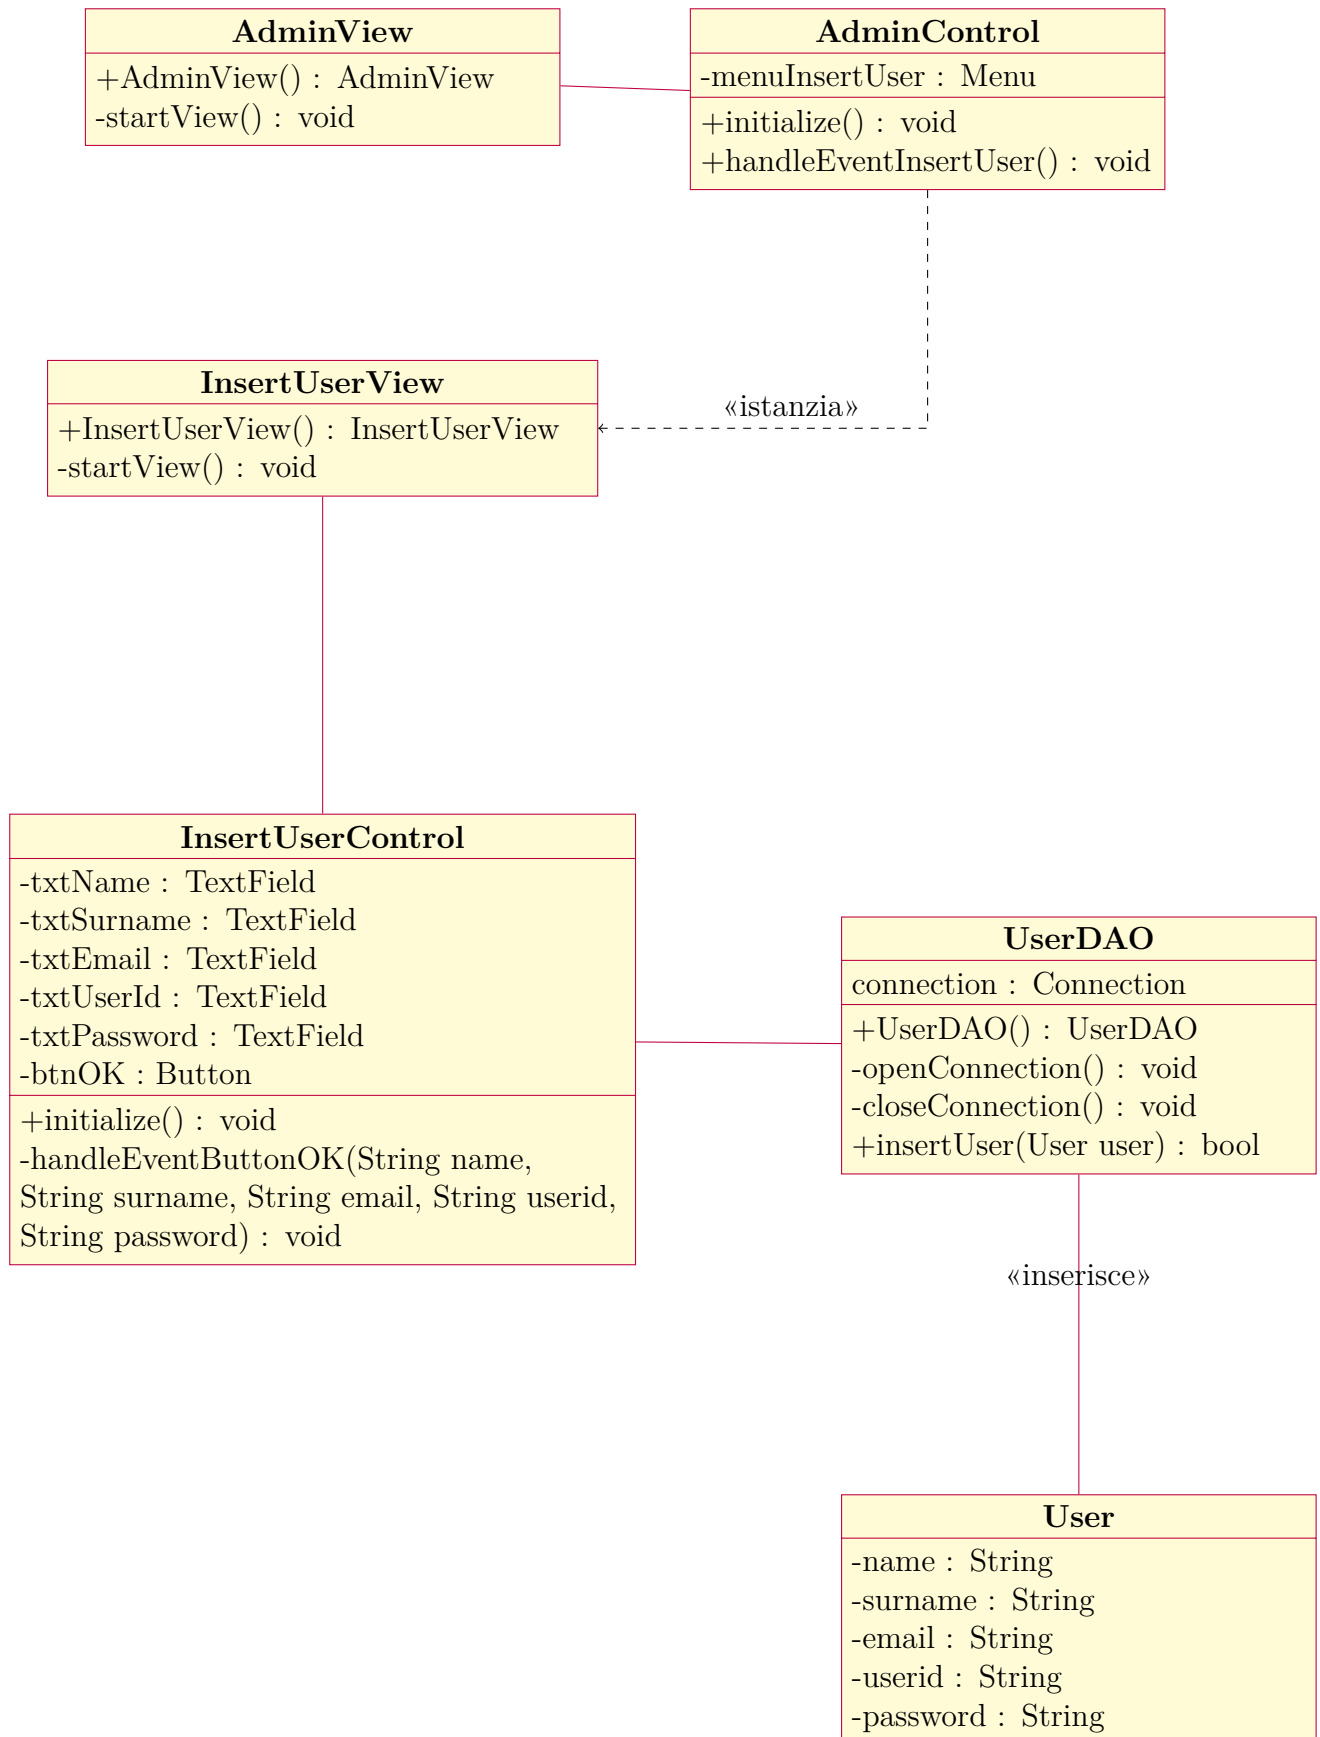 AdminView
+AdminView() : AdminView
-startView() : void
AdminControl
-menuInsertUser : Menu
+initialize() : void
+handleEventInsertUser() : void
«istanzia»
InsertUserView
+InsertUserView() : InsertUserView
-startView() : void
InsertUserControl
-txtName : TextField
-txtSurname : TextField
-txtEmail : TextField
-txtUserId : TextField
-txtPassword : TextField
-btnOK : Button
+initialize() : void
-handleEventButtonOK(String name,
String surname, String email, String userid,
String password) : void
UserDAO
connection : Connection
+UserDAO() : UserDAO
-openConnection() : void
-closeConnection() : void
+insertUser(User user) : bool
«inserisce»
User
-name : String
-surname : String
-email : String
-userid : String
-password : String